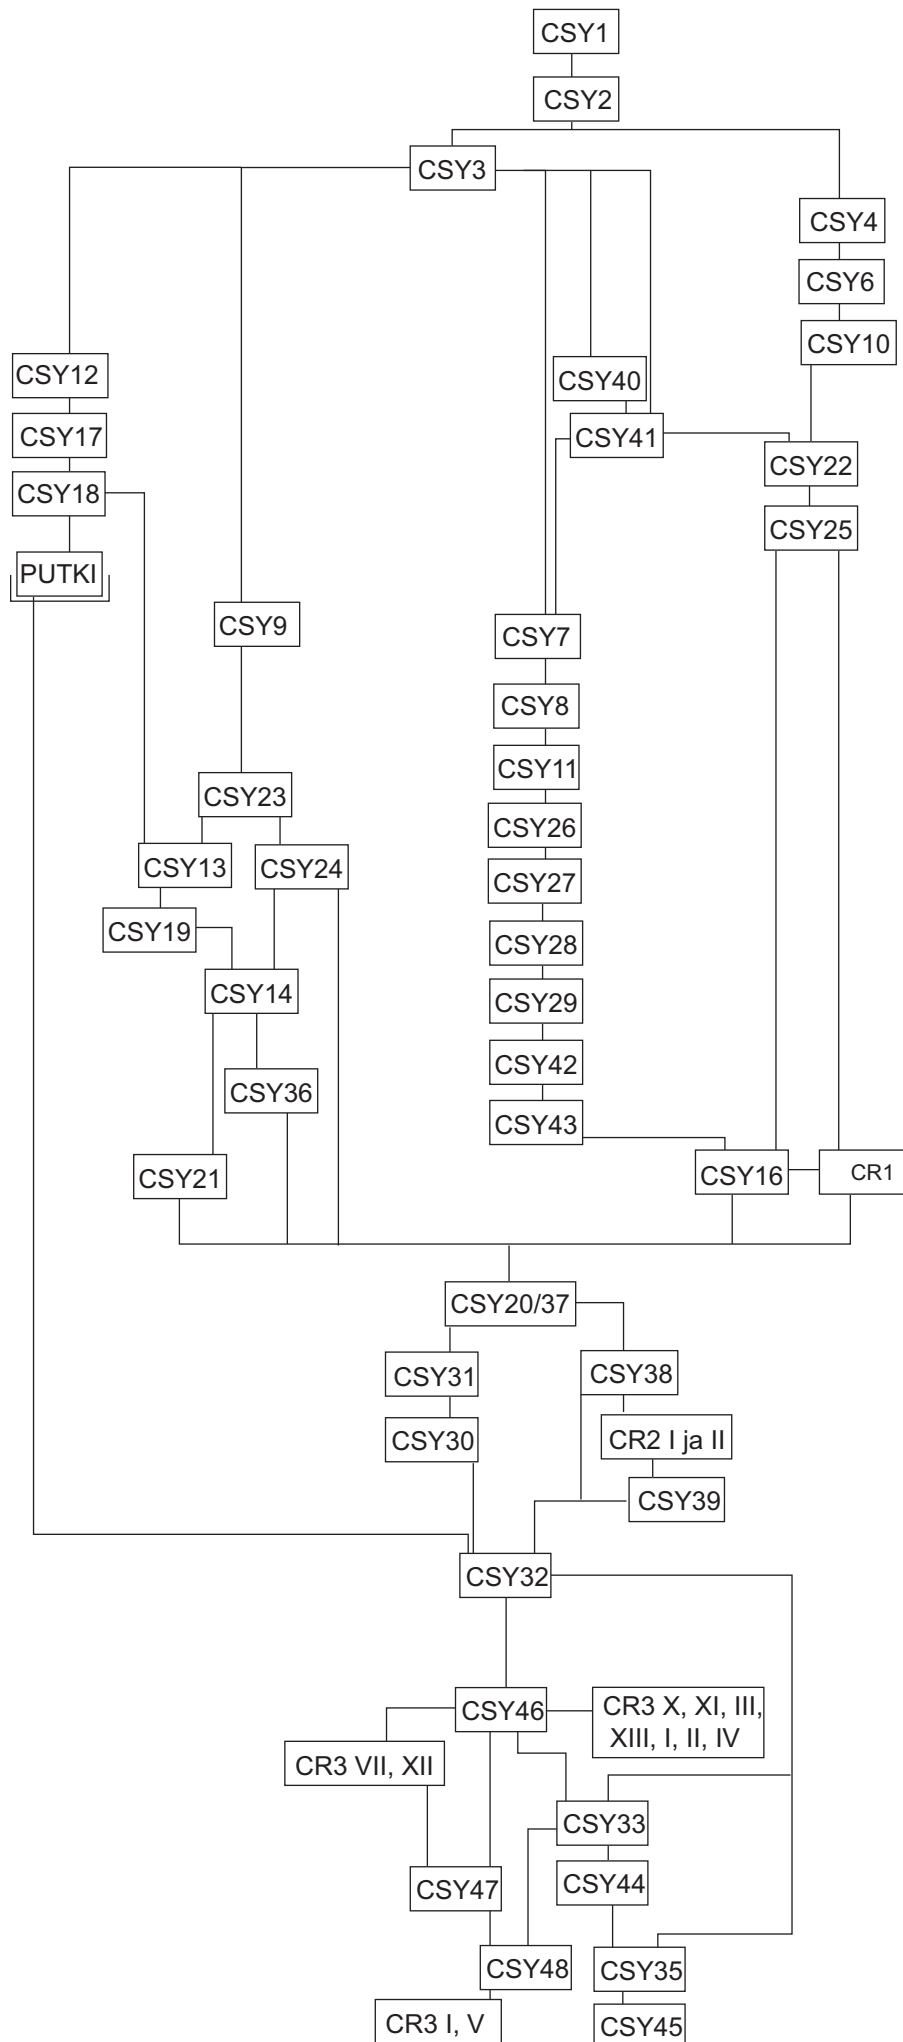 CSY1
CSY2
CSY3
CSY4
CSY6
CSY10
CSY12
CSY40
CSY17
CSY41
CSY22
CSY18
CSY25
PUTKI
CSY9
CSY7
CSY8
CSY11
CSY23
CSY26
CSY13
CSY24
CSY27
CSY19
CSY28
CSY14
CSY29
CSY42
CSY36
CSY43
CSY21
CSY16
CR1
CSY20/37
CSY31
CSY38
CSY30
CR2 I ja II
CSY39
CSY32
CSY46
CR3 X, XI, III,
XIII, I, II, IV
CR3 VII, XII
CSY33
CSY47
CSY44
CSY48
CSY35
CR3 I, V
CSY45